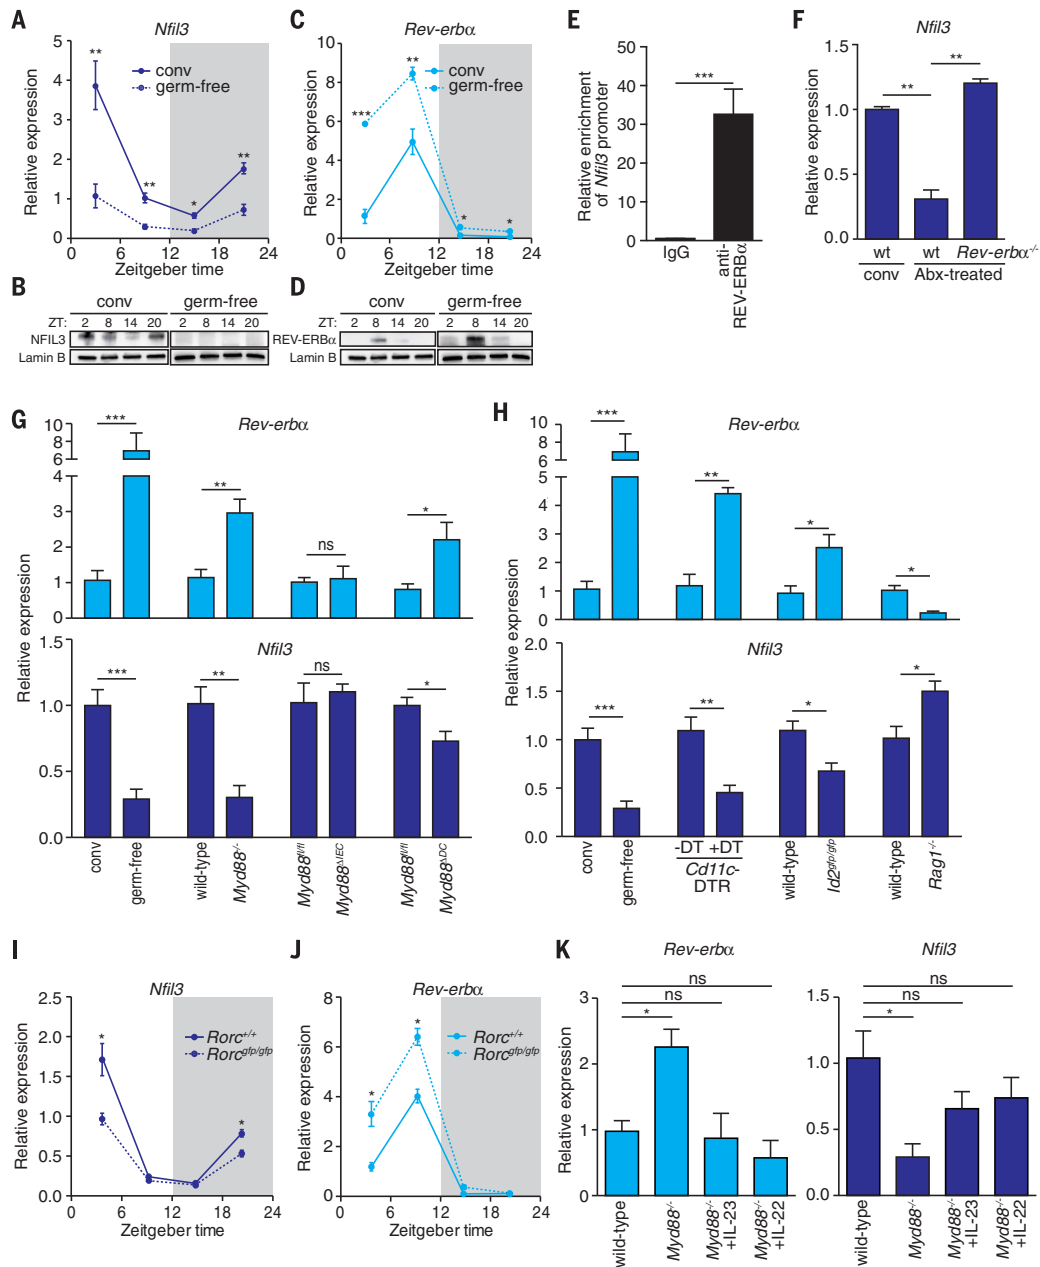 A
Nfil3
Relative expression
5
4
3
2
1
0
**
**
*
**
conv
germ-free
0
6
12
18
24
Zeitgeber time
B
conv
germ-free
ZT:
2
8
14
20
2
8
14
20
NFIL3
Lamin B
C
Rev-erbα
Relative expression
10
8
6
4
2
0
***
**
*
*
conv
germ-free
0
6
12
18
24
Zeitgeber time
D
conv
germ-free
ZT:
2
8
14
20
2
8
14
20
REV-ERBα
Lamin B
E
Relative enrichment
of Nfil3 promoter
50
40
30
20
10
0
***
IgG
anti-
REV-ERBα
F
Nfil3
Relative expression
1.5
1.0
0.5
0.0
**
**
wt
wt
Rev-erbα-/-
conv
Abx-treated
G
Rev-erbα
Relative expression
10
8
6
4
3
2
1
0
***
**
ns
*
Nfil3
1.5
1.0
0.5
0.0
***
**
ns
*
conv
germ-free
wild-type
Myd88-/-
Myd88fl/fl
Myd88ΔIEC
Myd88fl/fl
Myd88ΔDC
H
Rev-erbα
Relative expression
10
8
6
5
4
3
2
1
0
***
**
*
*
Nfil3
2.0
1.5
1.0
0.5
0.0
***
**
*
*
conv
germ-free
-DT +DT
Cd11c-
DTR
wild-type
Id2gfp/gfp
wild-type
Rag1-/-
I
Nfil3
Relative expression
2.5
2.0
1.5
1.0
0.5
0.0
*
*
Rorc+/+
Rorcgfp/gfp
0
6
12
18
24
Zeitgeber time
J
Rev-erbα
Relative expression
8
6
4
2
0
*
*
Rorc+/+
Rorcgfp/gfp
0
6
12
18
24
Zeitgeber time
K
Rev-erbα
Relative expression
3
2
1
0
ns
ns
*
wild-type
Myd88-/-
Myd88-/-
+IL-23
Myd88-/-
+IL-22
Nfil3
1.5
1.0
0.5
0.0
ns
ns
*
wild-type
Myd88-/-
Myd88-/-
+IL-23
Myd88-/-
+IL-22